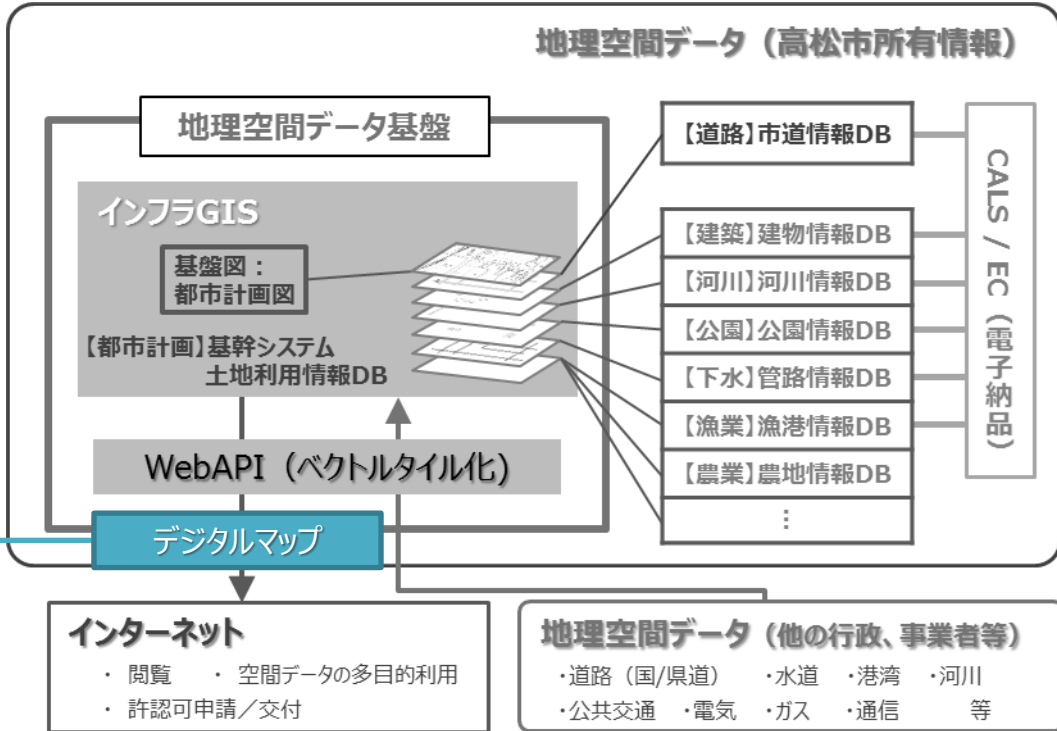 地理空間データ（高松市所有情報）
地理空間データ基盤
インフラGIS
基盤図：
都市計画図
【都市計画】基幹システム
土地利用情報DB
WebAPI（ベクトルタイル化）
デジタルマップ
【道路】市道情報DB
【建築】建物情報DB
【河川】河川情報DB
【公園】公園情報DB
【下水】管路情報DB
【漁業】漁港情報DB
【農業】農地情報DB
⋮
CALS / EC（電子納品）
インターネット
・ 閲覧　・ 空間データの多目的利用
・ 許認可申請／交付
地理空間データ（他の行政、事業者等）
・道路（国/県道）　・水道　・港湾　・河川
・公共交通　・電気　・ガス　・通信　　等